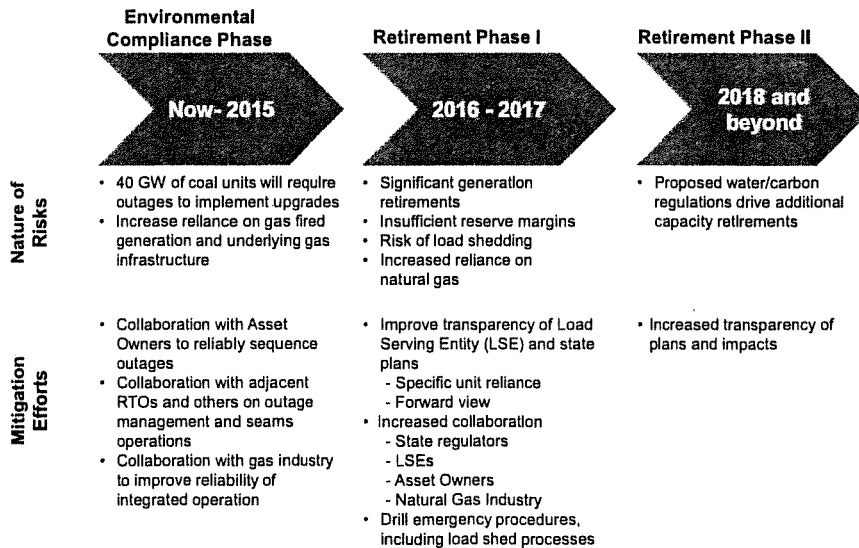 Environmental
Compliance Phase
Retirement Phase I
Retirement Phase II
Now- 2015
2016 - 2017
2018 and
beyond
Nature of
Risks
• 40 GW of coal units will require
outages to implement upgrades
• Increase reliance on gas fired
generation and underlying gas
infrastructure
• Significant generation
retirements
• Insufficient reserve margins
• Risk of load shedding
• Increased reliance on
natural gas
• Proposed water/carbon
regulations drive additional
capacity retirements
Mitigation
Efforts
• Collaboration with Asset
Owners to reliably sequence
outages
• Collaboration with adjacent
RTOs and others on outage
management and seams
operations
• Collaboration with gas industry
to improve reliability of
integrated operation
• Improve transparency of Load
Serving Entity (LSE) and state
plans
- Specific unit reliance
- Forward view
• Increased collaboration
- State regulators
- LSEs
- Asset Owners
- Natural Gas Industry
• Drill emergency procedures,
including load shed processes
• Increased transparency of
plans and impacts